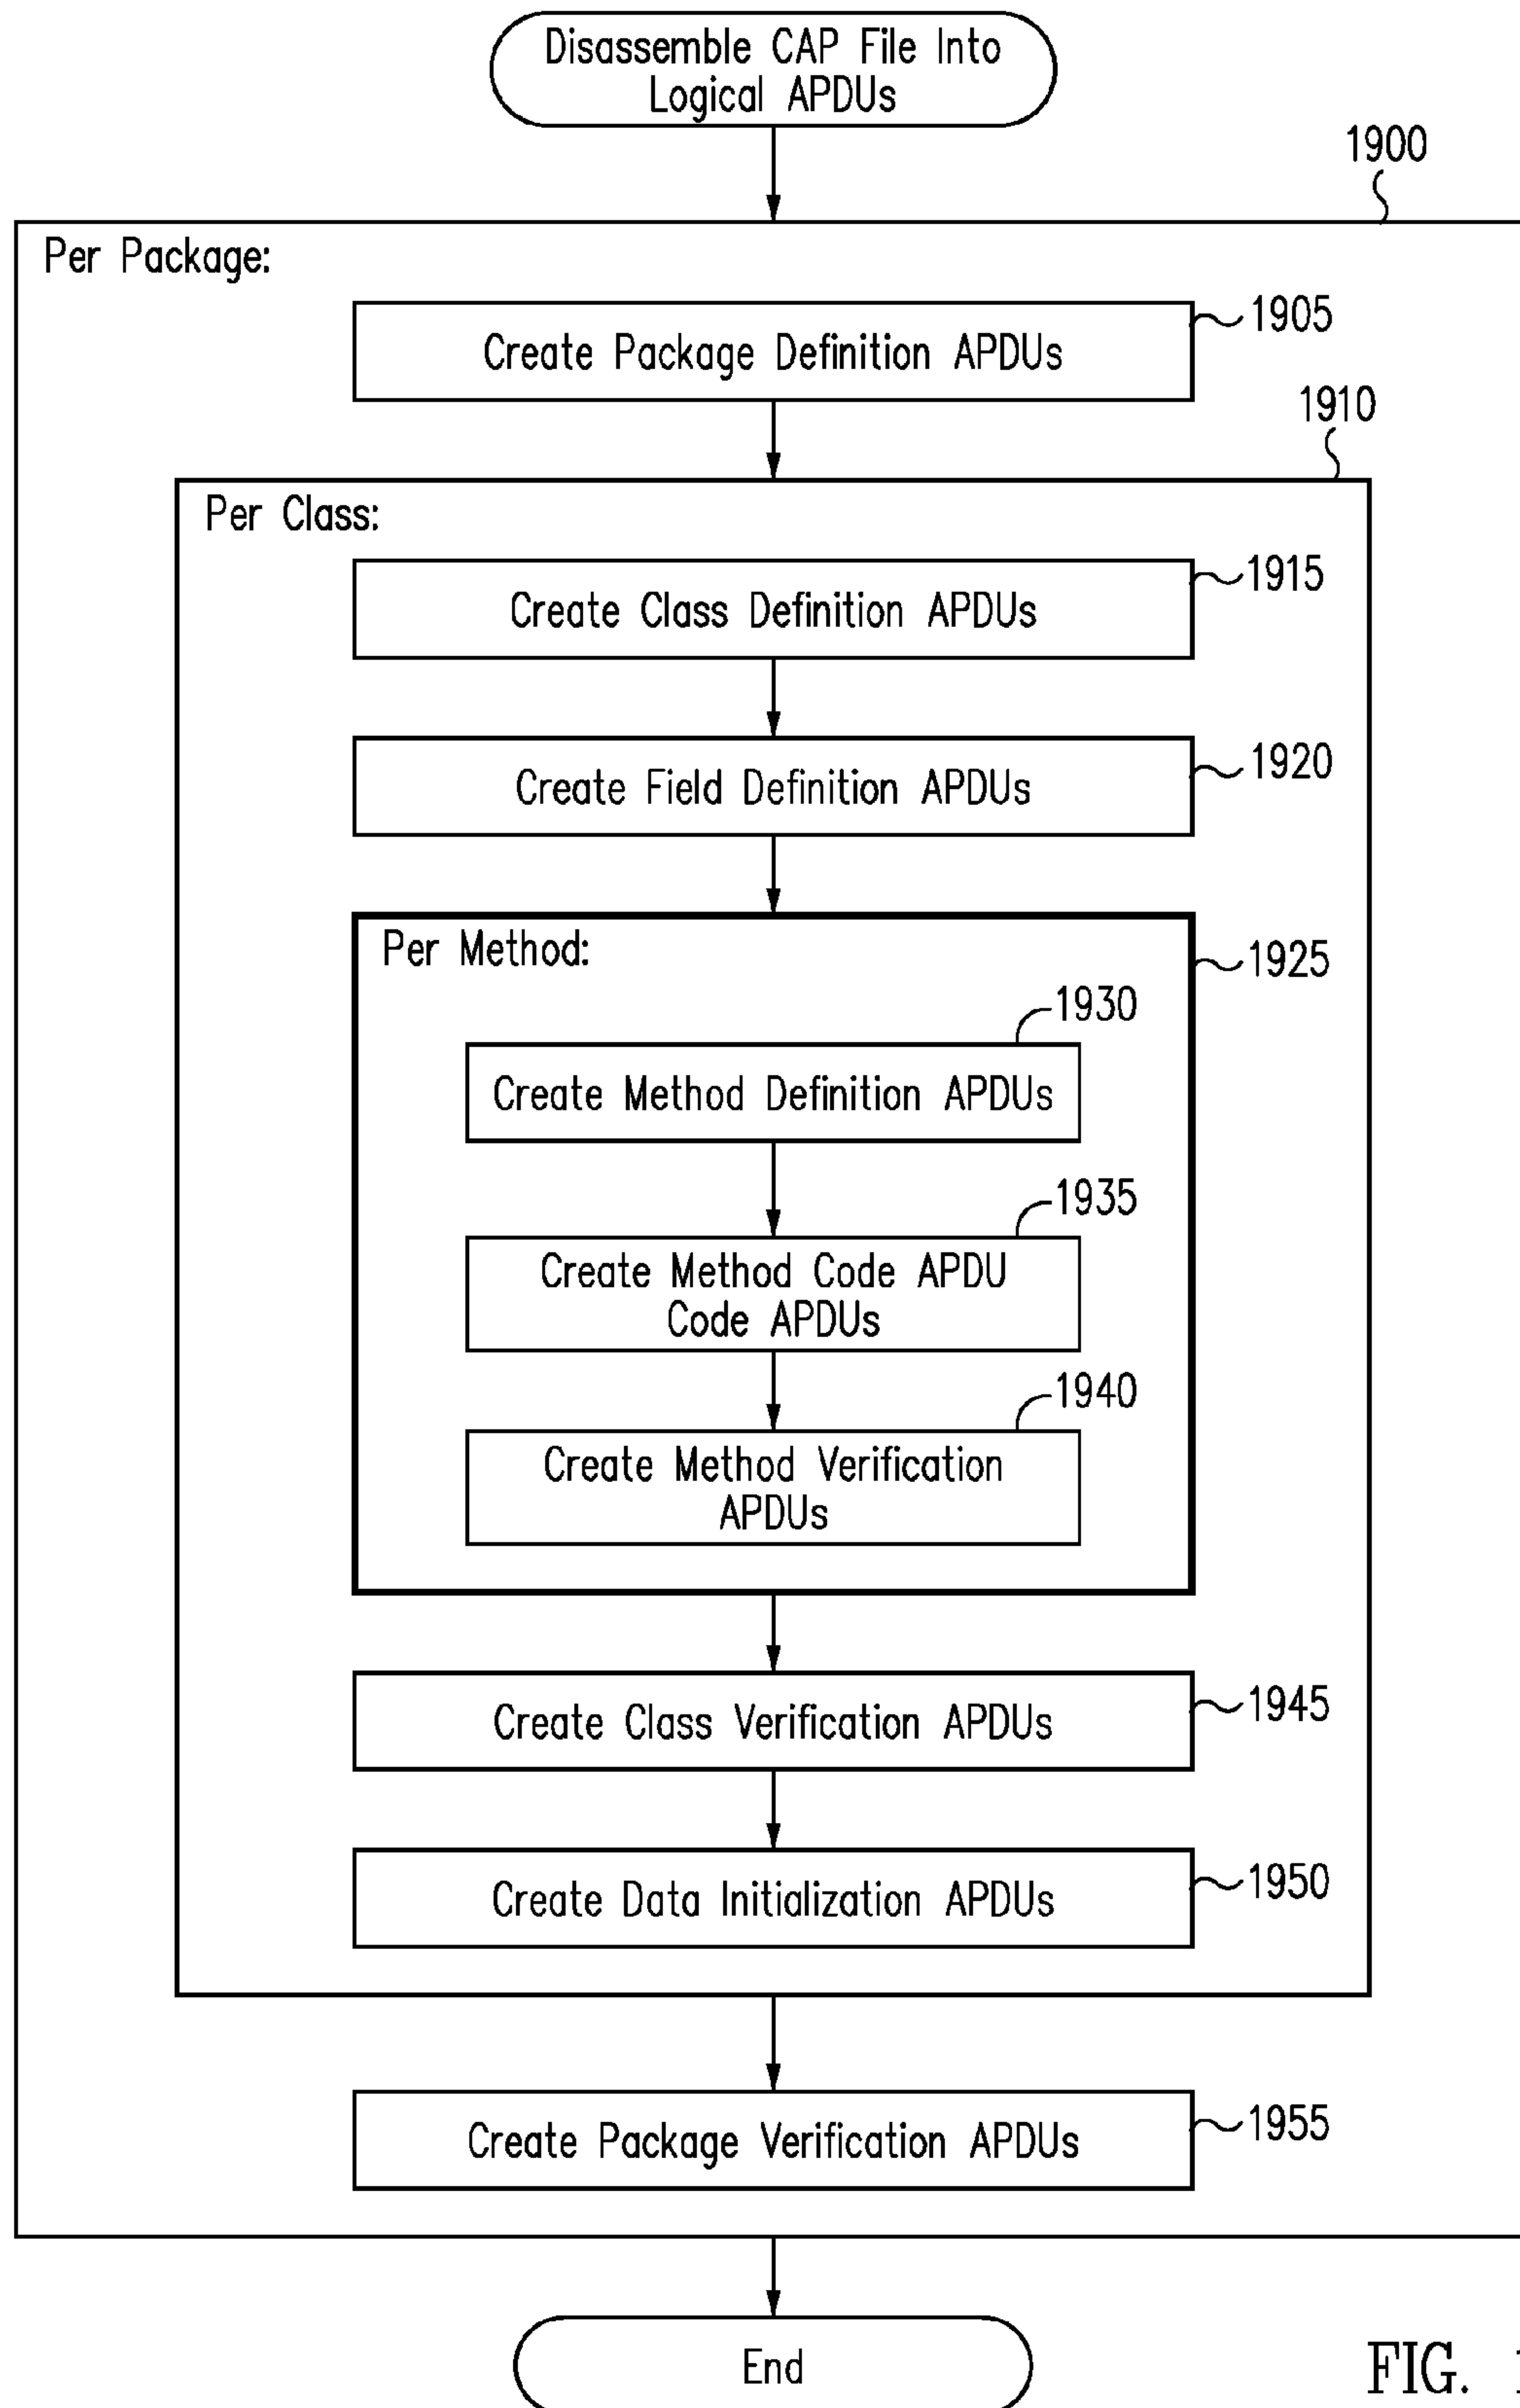 Disassemble CAP File Into
Logical APDUs
1900
Per Package:
1905
Create Package Definition APDUs
1910
Per Class:
1915
Create Class Definition APDUs
1920
Create Field Definition APDUs
Per Method:
1925
1930
Create Method Definition APDUs
1935
Create Method Code APDU
Code APDUs
1940
Create Method Verification
APDUs
1945
Create Class Verification APDUs
1950
Create Data Initialization APDUs
1955
Create Package Verification APDUs
End
FIG.